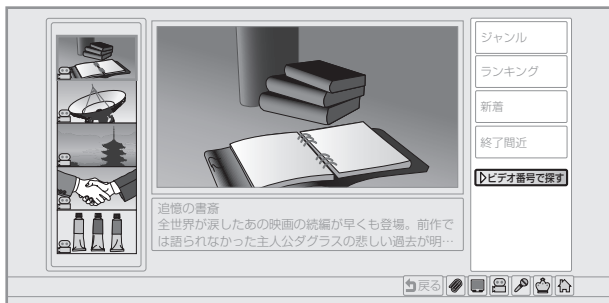 ジャンル
ランキング
新着
終了間近
▷ビデオ番号で探す
追憶の書斎
全世界が涙したあの映画の続編が早くも登場。前作で
は語られなかった主人公ダグラスの悲しい過去が明…
戻る